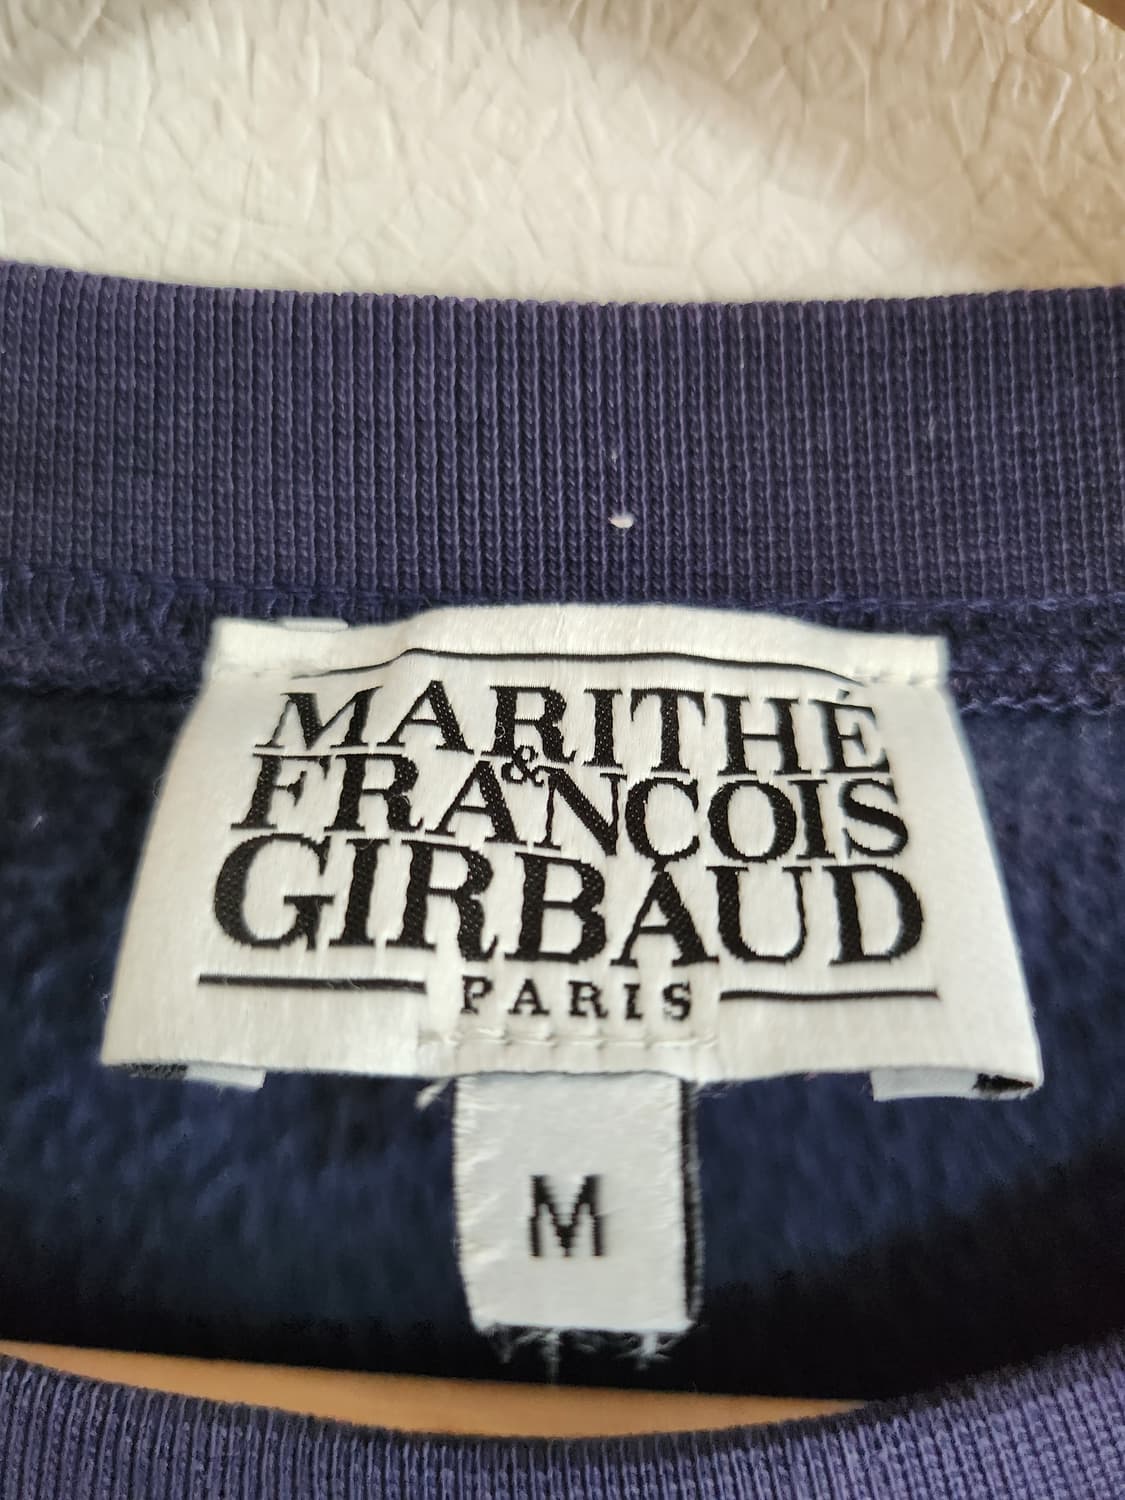 MARITHÉ
&
FRANÇOIS
GIRBAUD
PARIS
M